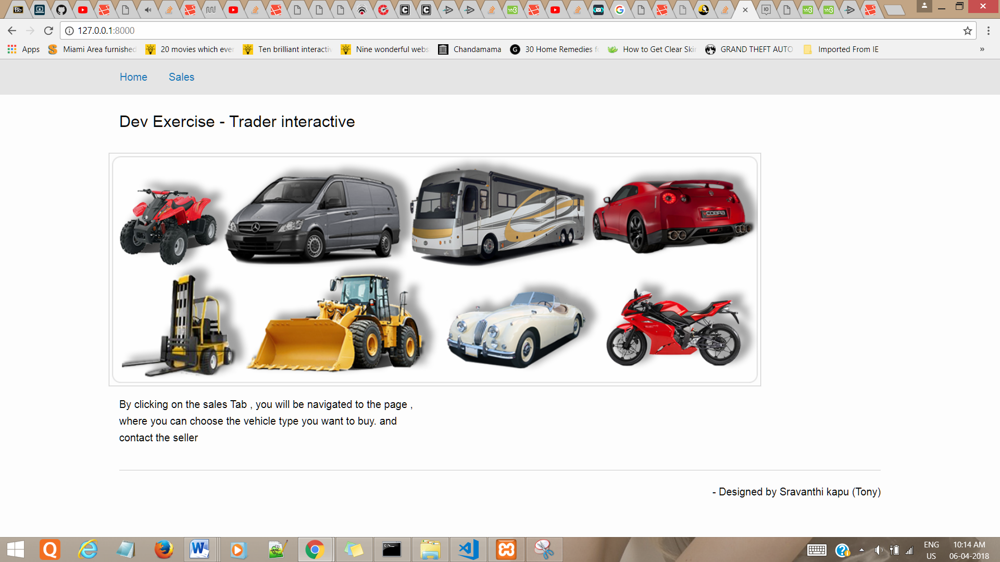 127.0.0.1:8000
Apps
Miami Area furnished
20 movies which ever
Ten brilliant interactiv
Nine wonderful webs
Chandamama
30 Home Remedies f
How to Get Clear Skin
GRAND THEFT AUTO
Imported From IE
»
Home
Sales
Dev Exercise - Trader interactive
COBRA
By clicking on the sales Tab , you will be navigated to the page ,
where you can choose the vehicle type you want to buy. and
contact the seller
- Designed by Sravanthi kapu (Tony)
ENG
US
10:14 AM
06-04-2018